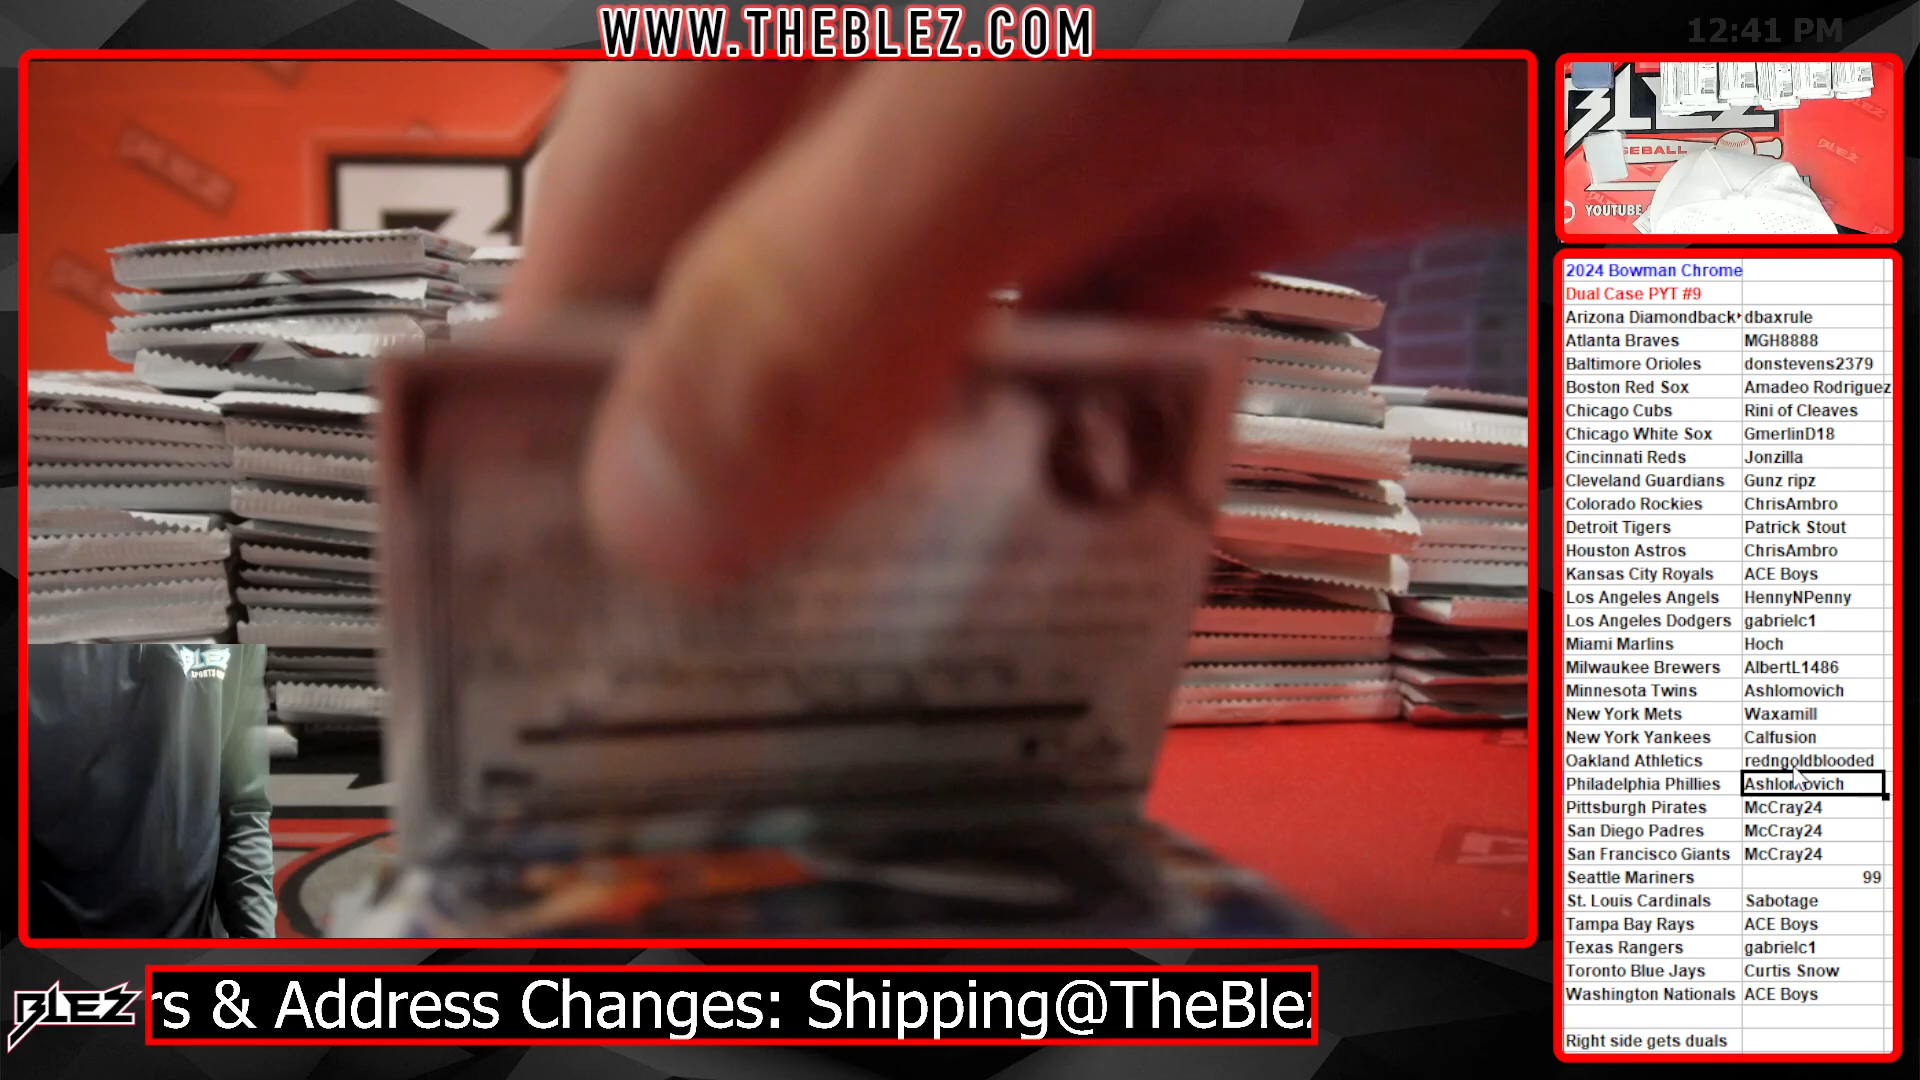 WWW.THEBLEZ.COM
12:41 PM
BLEZ
SEBALL
BLEZ
YOUTUBE
2024 Bowman Chrome
Dual Case PYT #9
Arizona Diamondback dbaxrule
Atlanta Braves MGH8888
Baltimore Orioles donstevens2379
Boston Red Sox Amadeo Rodriguez
Chicago Cubs Rini of Cleaves
Chicago White Sox GmerlinD18
Cincinnati Reds Jonzilla
Cleveland Guardians Gunz ripz
Colorado Rockies ChrisAmbro
Detroit Tigers Patrick Stout
Houston Astros ChrisAmbro
Kansas City Royals ACE Boys
Los Angeles Angels HennyNPenny
Los Angeles Dodgers gabrielc1
Miami Marlins Hoch
Milwaukee Brewers AlbertL1486
Minnesota Twins Ashlomovich
New York Mets Waxamill
New York Yankees Calfusion
Oakland Athletics redngoldblooded
Philadelphia Phillies Ashlomovich
Pittsburgh Pirates McCray24
San Diego Padres McCray24
San Francisco Giants McCray24
Seattle Mariners 99
St. Louis Cardinals Sabotage
Tampa Bay Rays ACE Boys
Texas Rangers gabrielc1
Toronto Blue Jays Curtis Snow
Washington Nationals ACE Boys
Right side gets duals
BLEZ
rs & Address Changes: Shipping@TheBlez